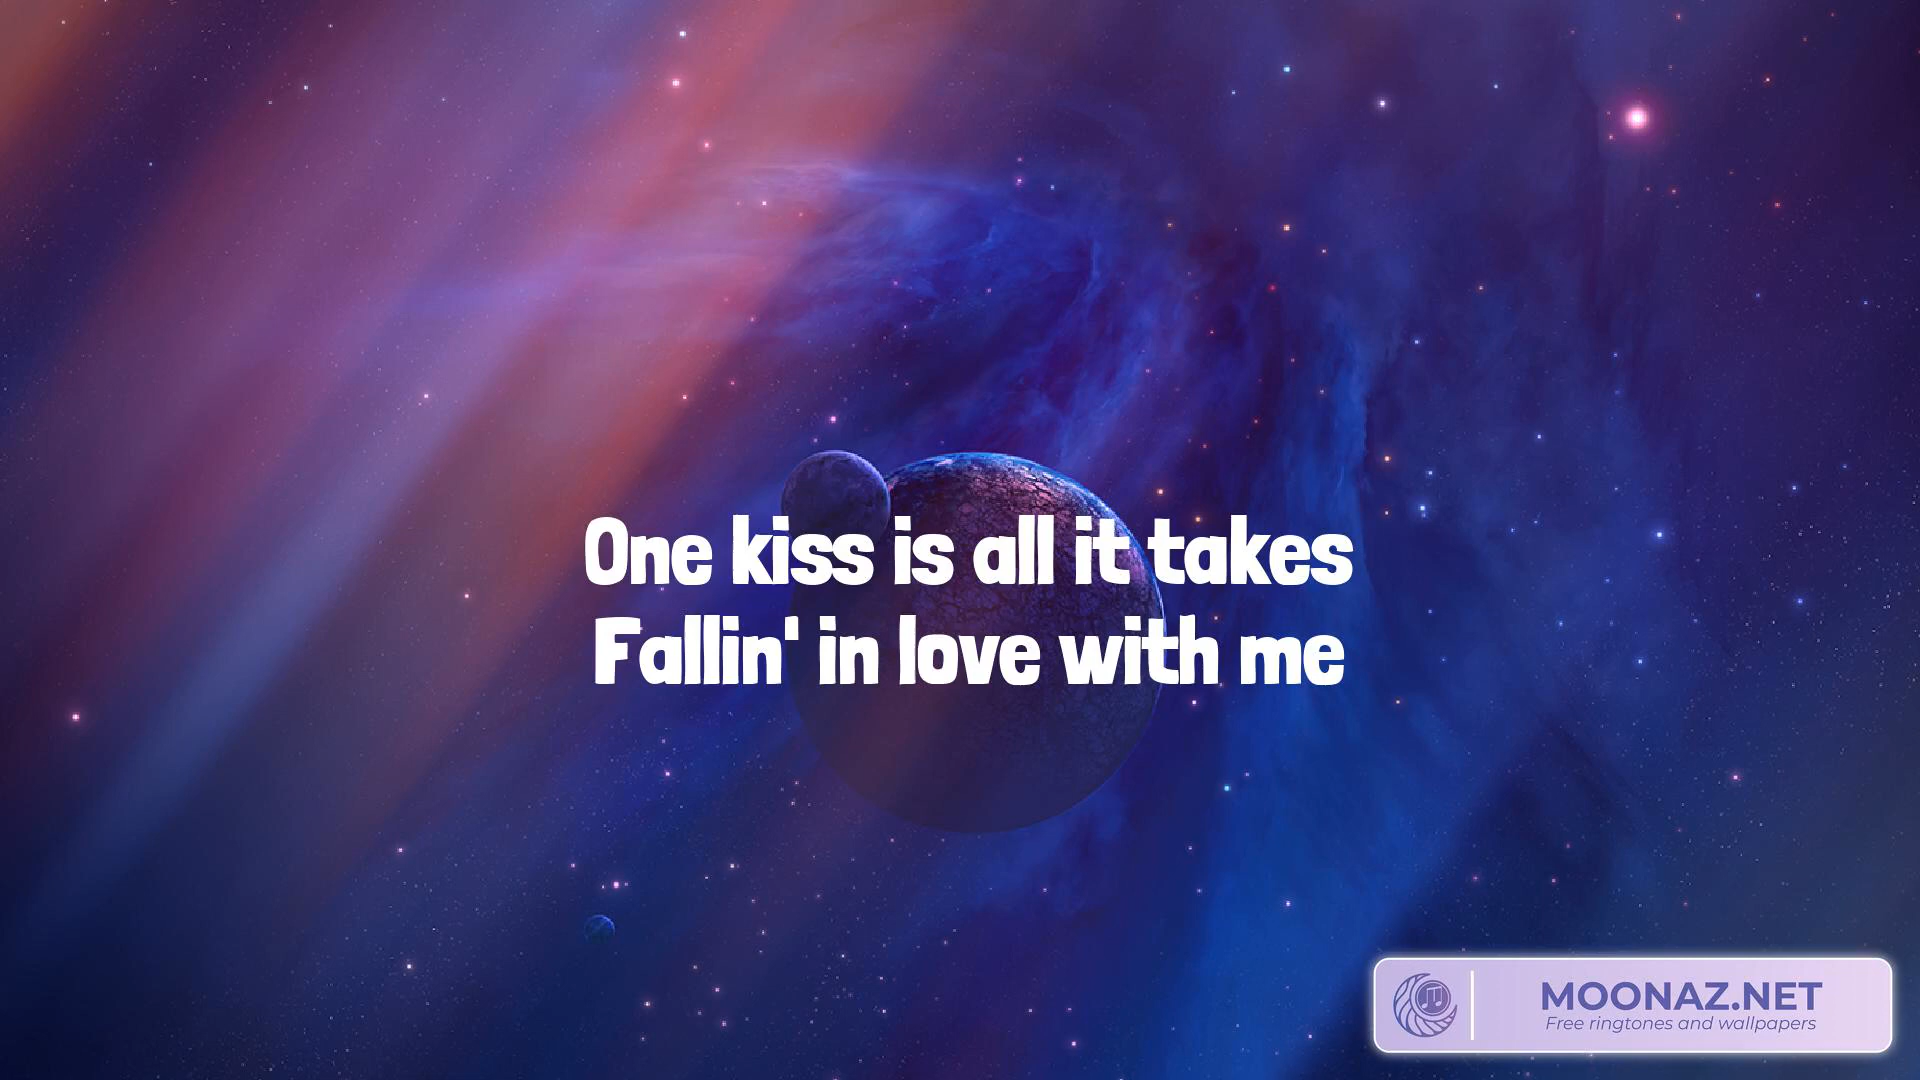 One kiss is all it takes
Fallin' in love with me
MOONAZ.NET
Free ringtones and wallpapers